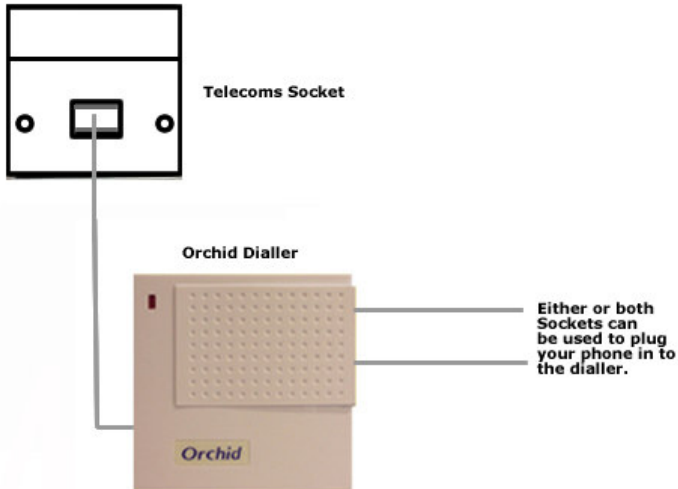 Telecoms Socket
Orchid Dialler
Either or both
Sockets can
be used to plug
your phone in to
the dialler.
Orchid